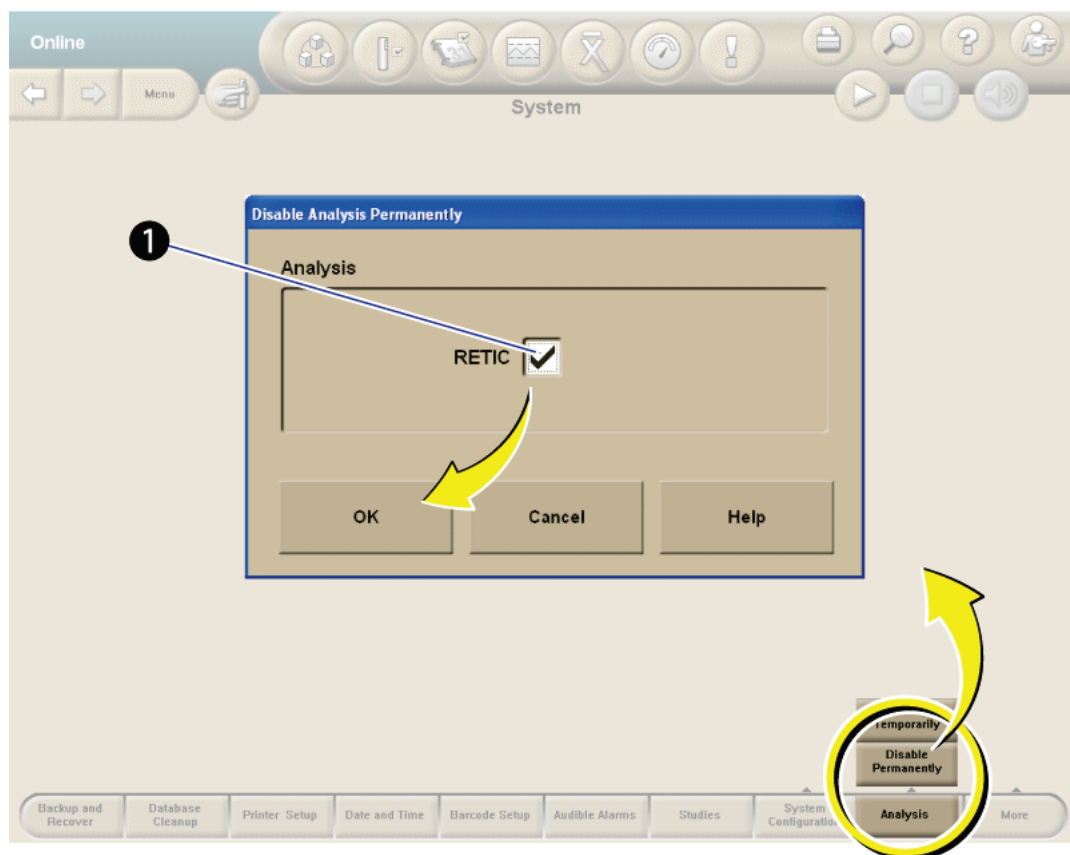 Online
Menu
System
1
Disable Analysis Permanently
Analysis
RETIC
OK
Cancel
Help
Temporarily
Disable
Permanently
Backup and
Recover
Database
Cleanup
Printer Setup
Date and Time
Barcode Setup
Audible Alarms
Studies
System
Configuration
Analysis
More